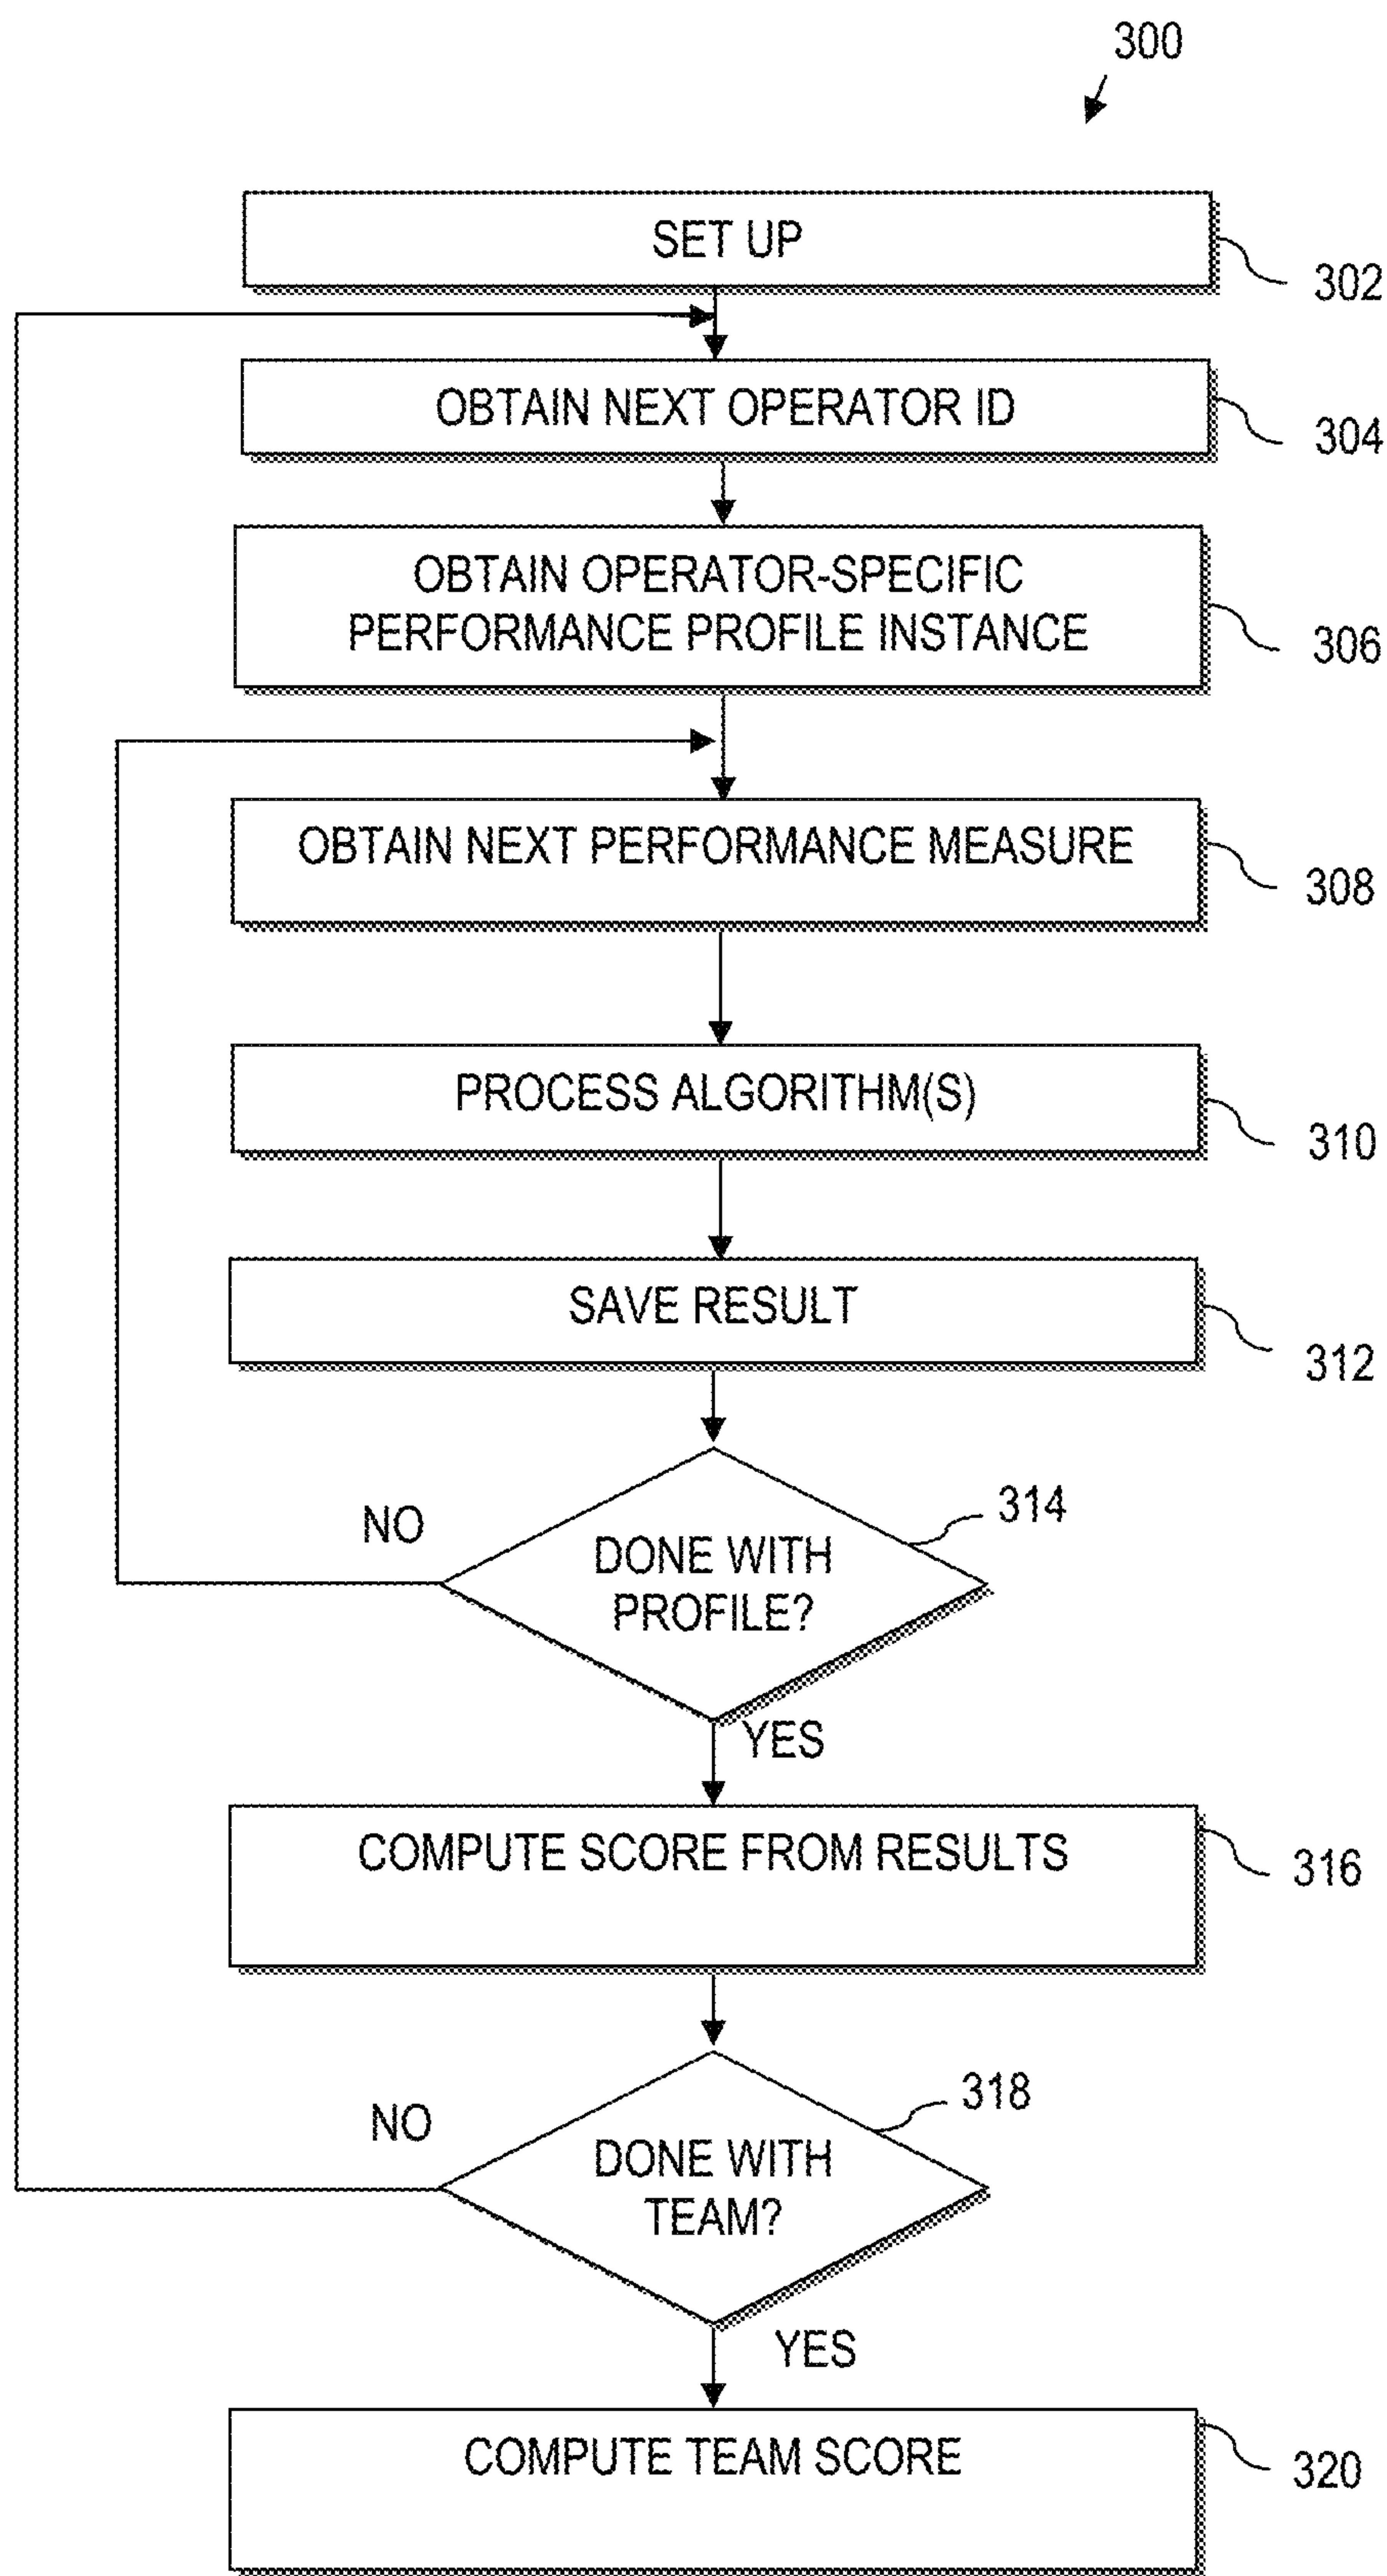 300
SET UP
302
OBTAIN NEXT OPERATOR ID
304
OBTAIN OPERATOR-SPECIFIC
PERFORMANCE PROFILE INSTANCE
306
OBTAIN NEXT PERFORMANCE MEASURE
308
PROCESS ALGORITHM(S)
310
SAVE RESULT
312
314
NO
DONE WITH
PROFILE?
YES
COMPUTE SCORE FROM RESULTS
316
318
NO
DONE WITH
TEAM?
YES
COMPUTE TEAM SCORE
320